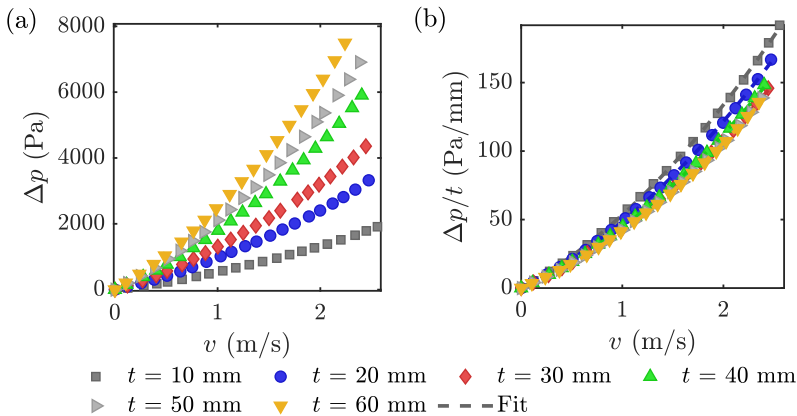 (a)
8000
6000
4000
2000
0
Δp (Pa)
0 1 2
v (m/s)
(b)
150
100
50
0
Δp/t (Pa/mm)
0 1 2
v (m/s)
t = 10 mm t = 20 mm t = 30 mm t = 40 mm
t = 50 mm t = 60 mm Fit